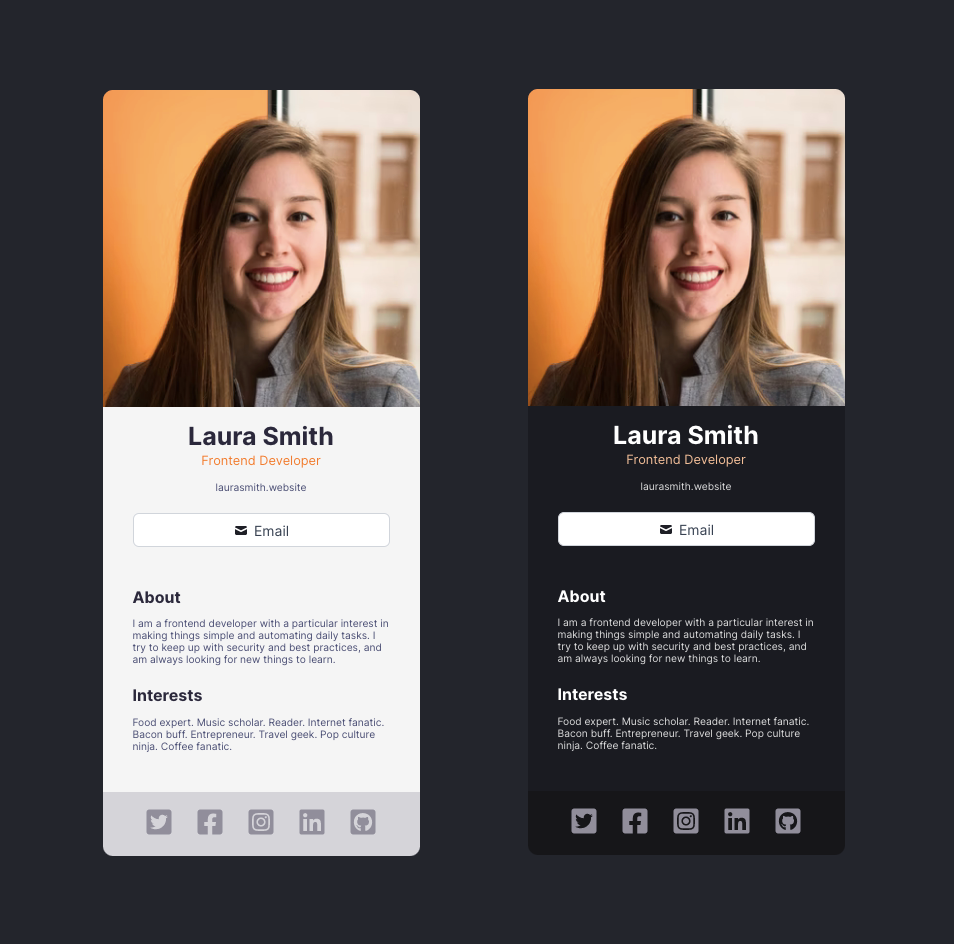 Laura Smith
Frontend Developer
laurasmith.website
Email
About
I am a frontend developer with a particular interest in
making things simple and automating daily tasks. I
try to keep up with security and best practices, and
am always looking for new things to learn.
Interests
Food expert. Music scholar. Reader. Internet fanatic.
Bacon buff. Entrepreneur. Travel geek. Pop culture
ninja. Coffee fanatic.
Laura Smith
Frontend Developer
laurasmith.website
Email
About
I am a frontend developer with a particular interest in
making things simple and automating daily tasks. I
try to keep up with security and best practices, and
am always looking for new things to learn.
Interests
Food expert. Music scholar. Reader. Internet fanatic.
Bacon buff. Entrepreneur. Travel geek. Pop culture
ninja. Coffee fanatic.